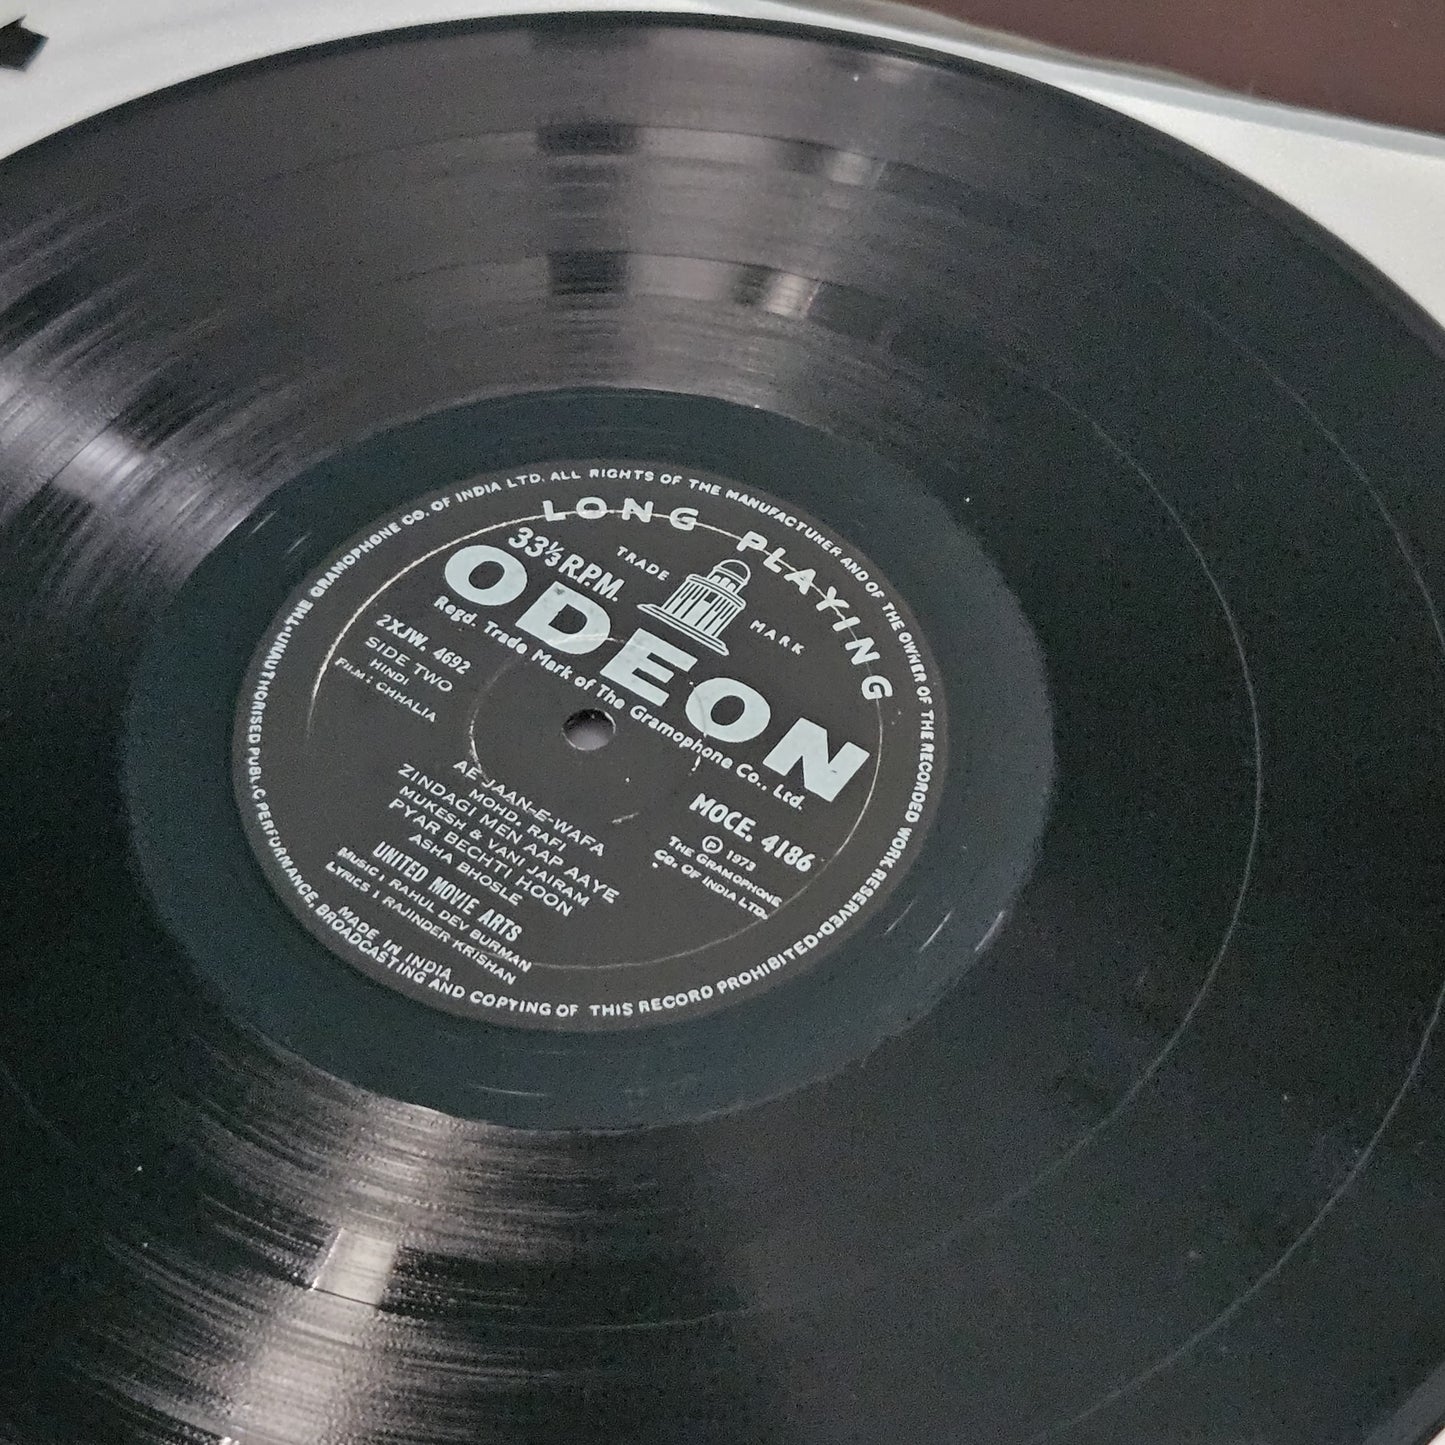 THE GRAMOPHONE CO. OF INDIA LTD. ALL RIGHTS OF THE MANUFACTURER AND OF THE OWNER OF THE RECORDED WORK RESERVED • UNAUTHORISED PUBLIC PERFORMANCE, BROADCASTING AND COPYING OF THIS RECORD PROHIBITED •
LONG PLAYING
33⅓ R.P.M.
TRADE MARK
ODEON
Regd. Trade Mark of The Gramophone Co., Ltd.
2XJW. 4692
SIDE TWO
HINDI
FILM : CHHALIA
MOCE. 4186
Ⓟ 1973
THE GRAMOPHONE
CO. OF INDIA LTD.
AE-JAAN-E-WAFA
MOHD. RAFI
ZINDAGI MEN AAP AAYE
MUKESH & VANI JAIRAM
PYAR BECHTI HOON
ASHA BHOSLE
UNITED MOVIE ARTS
MUSIC : RAHUL DEV BURMAN
LYRICS : RAJINDER KRISHAN
MADE IN INDIA